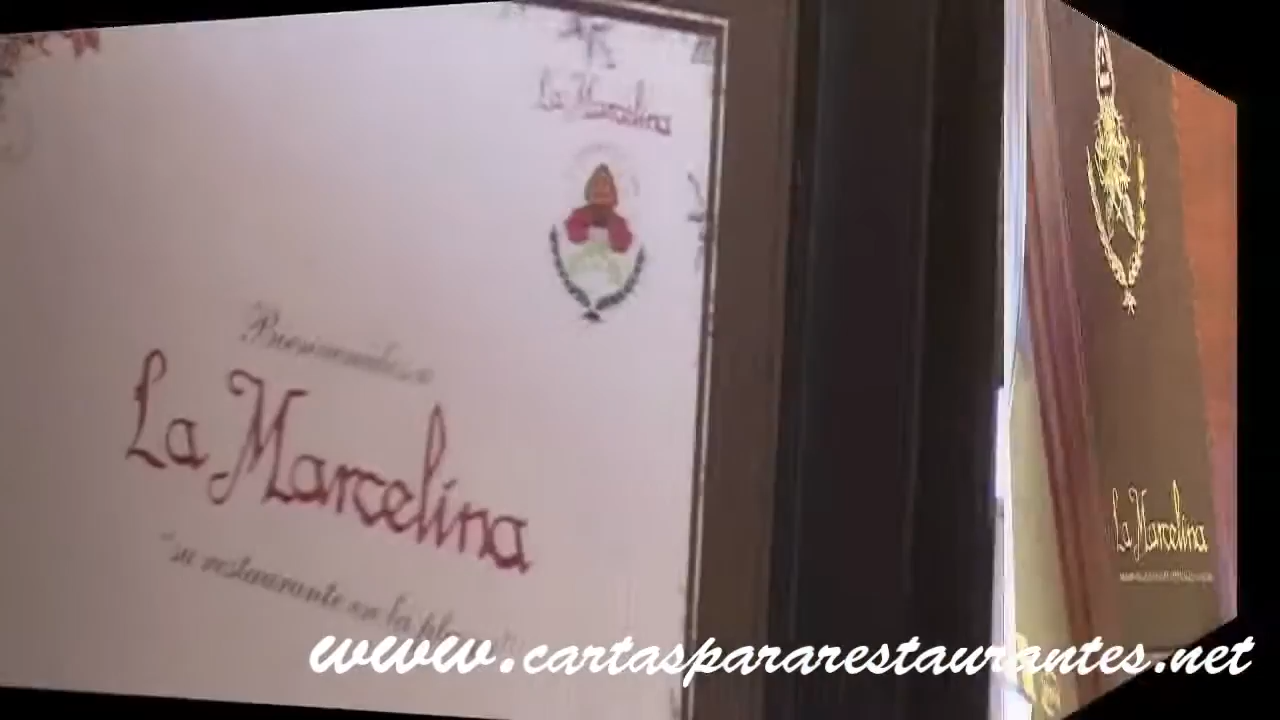 La Marcelina
Bienvenidos a
La Marcelina
"su restaurante en la
La Marcelina
www.cartaspararestaurantes.net